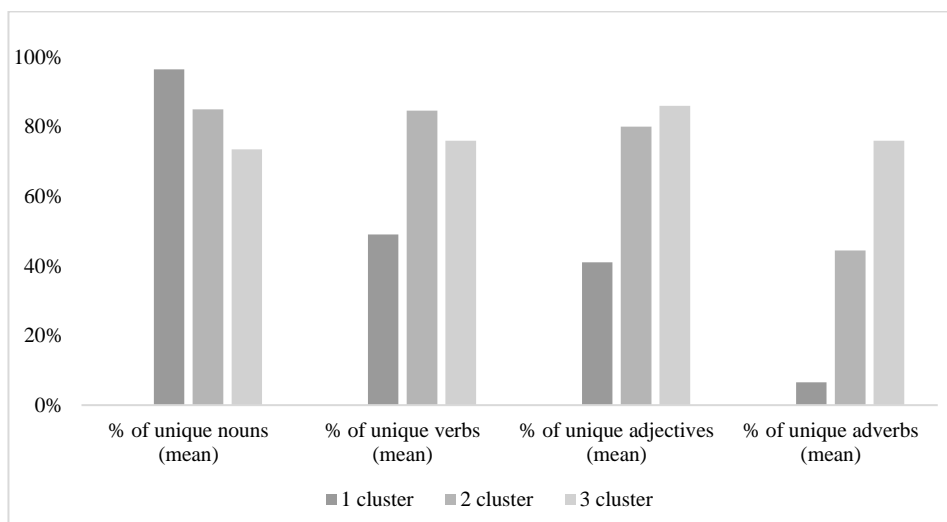 100%
80%
60%
40%
20%
0%
% of unique nouns (mean)
% of unique verbs (mean)
% of unique adjectives (mean)
% of unique adverbs (mean)
1 cluster
2 cluster
3 cluster